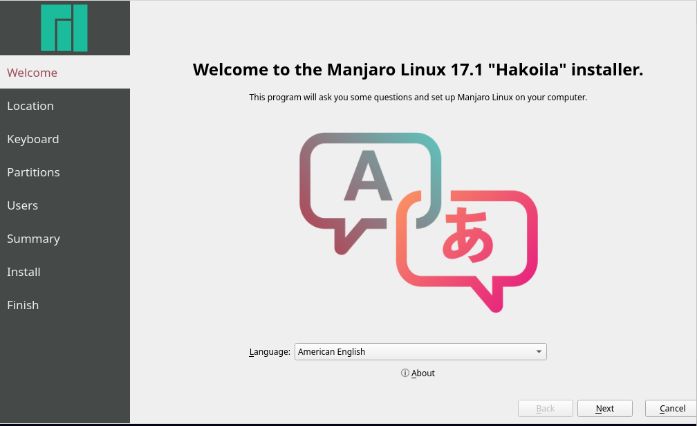 Welcome
Location
Keyboard
Partitions
Users
Summary
Install
Finish
Welcome to the Manjaro Linux 17.1 "Hakoila" installer.
This program will ask you some questions and set up Manjaro Linux on your computer.
A
あ
Language: American English
About
Back Next Cancel